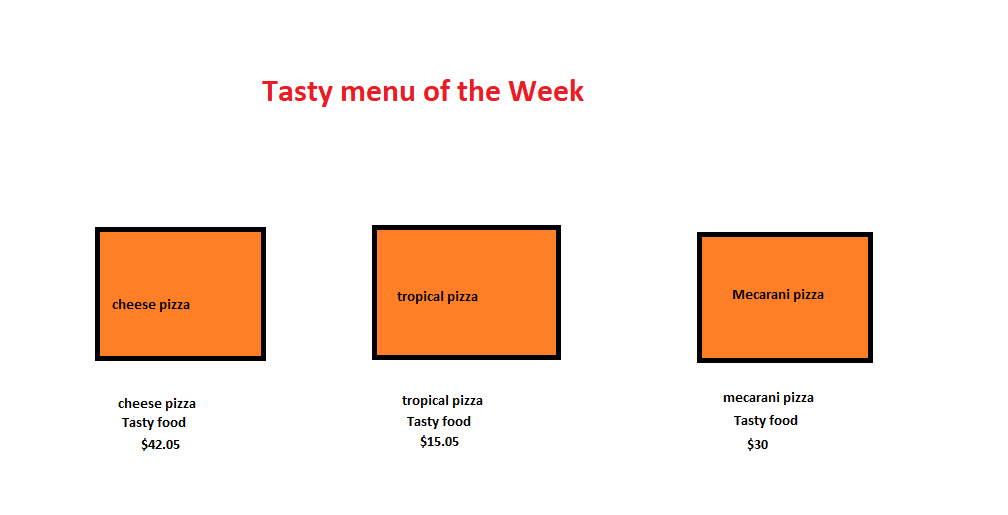 Tasty menu of the Week
cheese pizza
tropical pizza
Mecarani pizza
cheese pizza
Tasty food
$42.05
tropical pizza
Tasty food
$15.05
mecarani pizza
Tasty food
$30